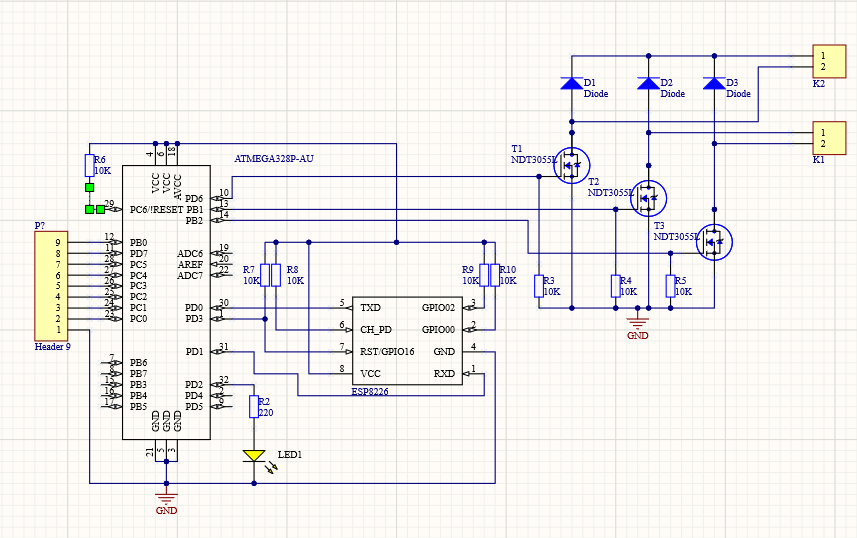 1
2
K2
D1
Diode
D2
Diode
D3
Diode
1
2
K1
T1
NDT3055L
T2
NDT3055L
T3
NDT3055L
R6
10K
4
6
18
ATMEGA328P-AU
VCC
VCC
AVCC
29
PC6/!RESET
PD6
10
PB1
13
PB2
14
P?
9
8
7
6
5
4
3
2
1
Header 9
12
PB0
11
PD7
28
PC5
27
PC4
26
PC3
25
PC2
24
PC1
23
PC0
ADC6
19
AREF
20
ADC7
22
PD0
30
PD3
1
PD1
31
7
PB6
8
PB7
15
PB3
16
PB4
17
PB5
PD2
32
PD4
2
PD5
9
GND
GND
GND
21
5
3
GND
R7
10K
R8
10K
R9
10K
R10
10K
5
TXD
6
CH_PD
7
RST/GPIO16
8
VCC
GPIO02
3
GPIO00
2
GND
4
RXD
1
ESP8226
R2
220
LED1
R3
10K
R4
10K
R5
10K
GND